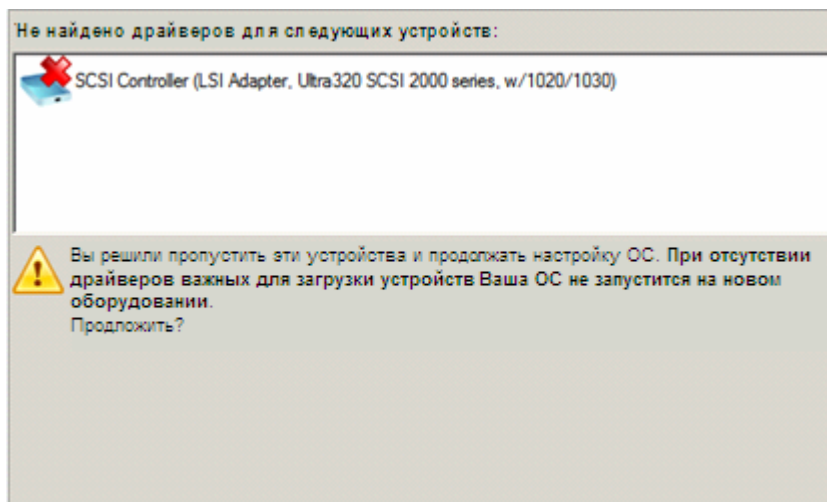 Не найдено драйверов для следующих устройств:
SCSI Controller (LSI Adapter, Ultra320 SCSI 2000 series, w/1020/1030)
Вы решили пропустить эти устройства и продолжать настройку ОС. При отсутствии
драйверов важных для загрузки устройств Ваша ОС не запустится на новом
оборудовании.
Продложить?